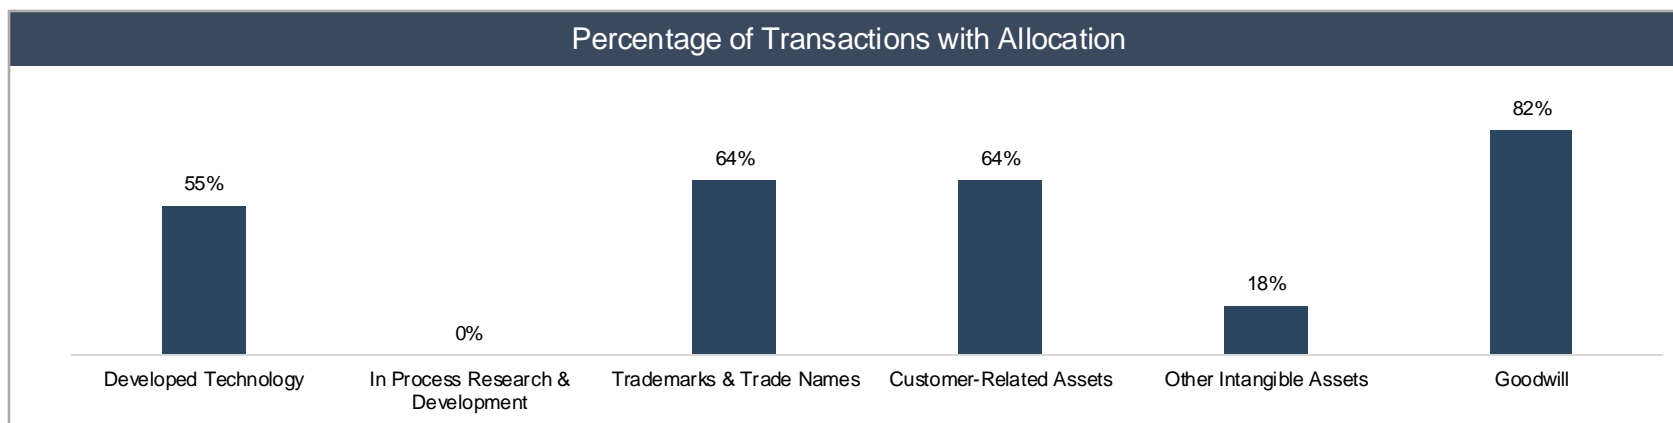 Percentage of Transactions with Allocation
82%
64%
64%
55%
18%
0%
Developed Technology
In Process Research &
Development
Trademarks & Trade Names
Customer-Related Assets
Other Intangible Assets
Goodwill